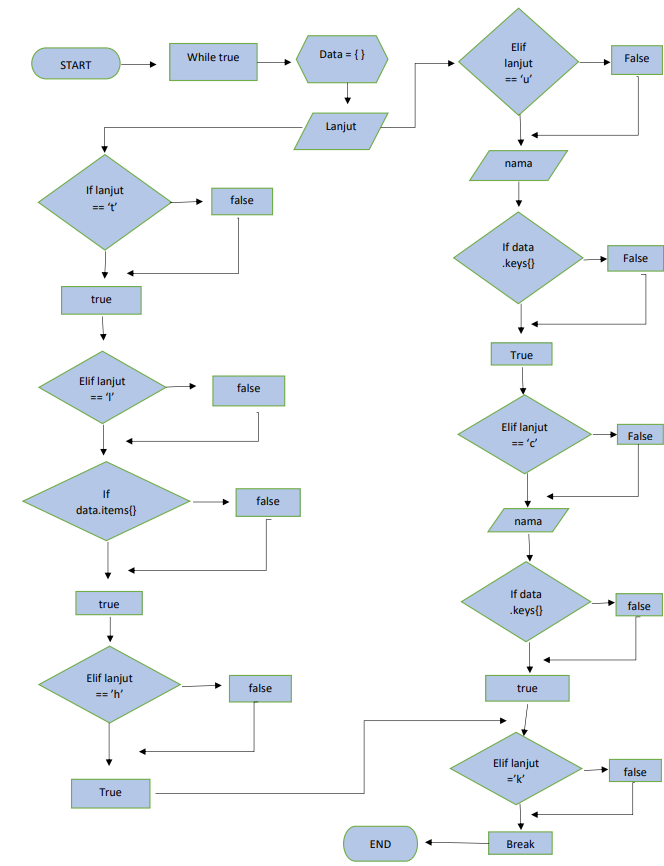 START
While true
Data = { }
Lanjut
If lanjut
== ‘t’
false
true
Elif lanjut
== ‘l’
false
If
data.items{}
false
true
Elif lanjut
== ‘h’
false
True
Elif
lanjut
== ‘u’
False
nama
If data
.keys{}
False
True
Elif lanjut
== ‘c’
False
nama
If data
.keys{}
false
true
Elif lanjut
=‘k’
false
Break
END